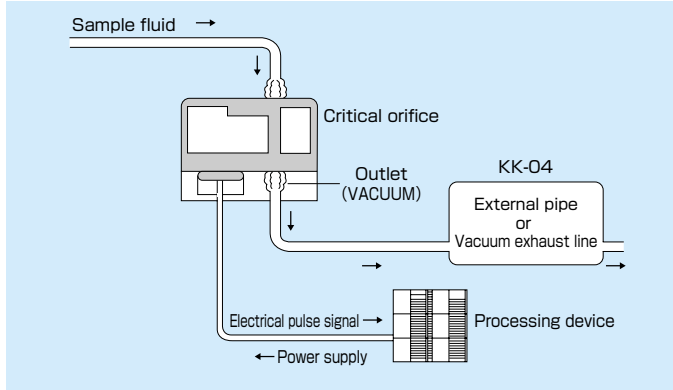 Sample fluid →
Critical orifice
Outlet
(VACUUM)
KK-04
External pipe
or
Vacuum exhaust line
Electrical pulse signal →
Processing device
← Power supply